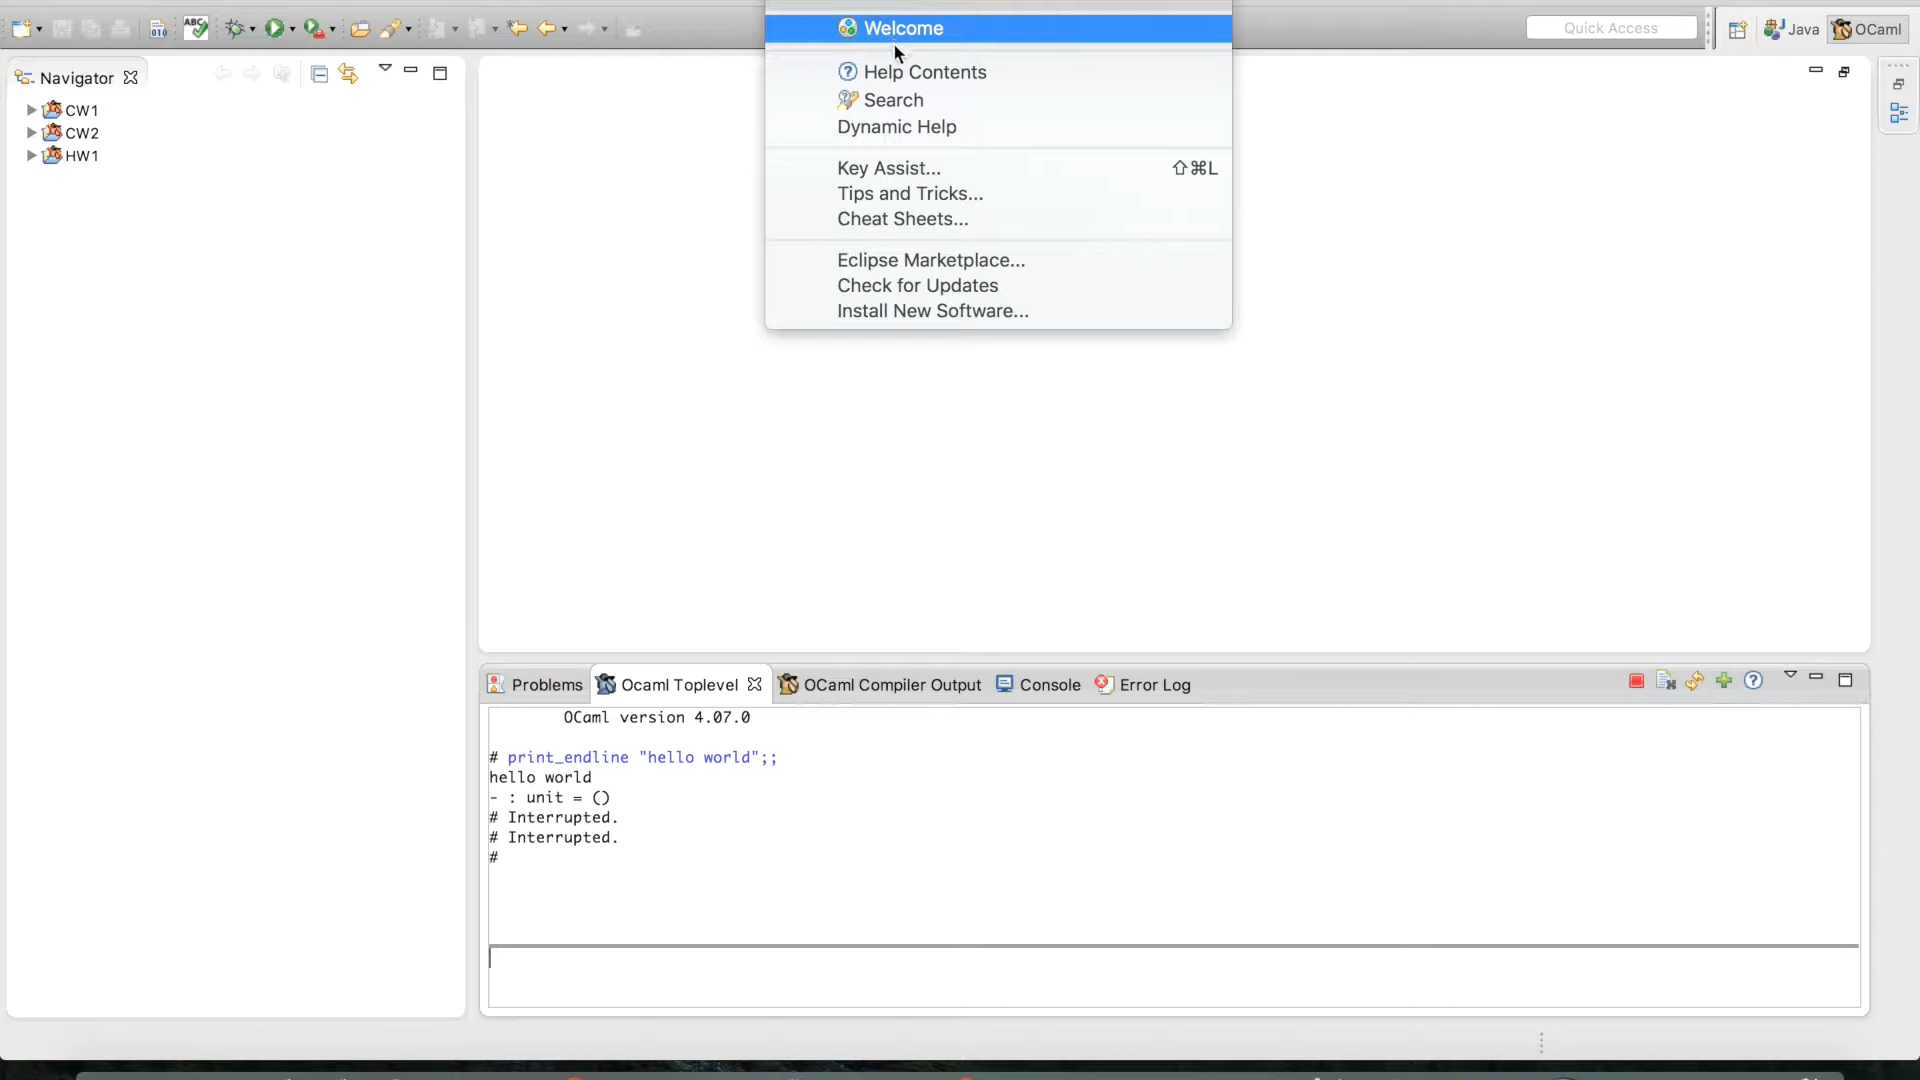 Welcome
Help Contents
Search
Dynamic Help
Key Assist... ⇧⌘L
Tips and Tricks...
Cheat Sheets...
Eclipse Marketplace...
Check for Updates
Install New Software...
010
ABC
Quick Access
Java
OCaml
Navigator
CW1
CW2
HW1
Problems
Ocaml Toplevel
OCaml Compiler Output
Console
Error Log
OCaml version 4.07.0
# print_endline "hello world";;
hello world
- : unit = ()
# Interrupted.
# Interrupted.
#